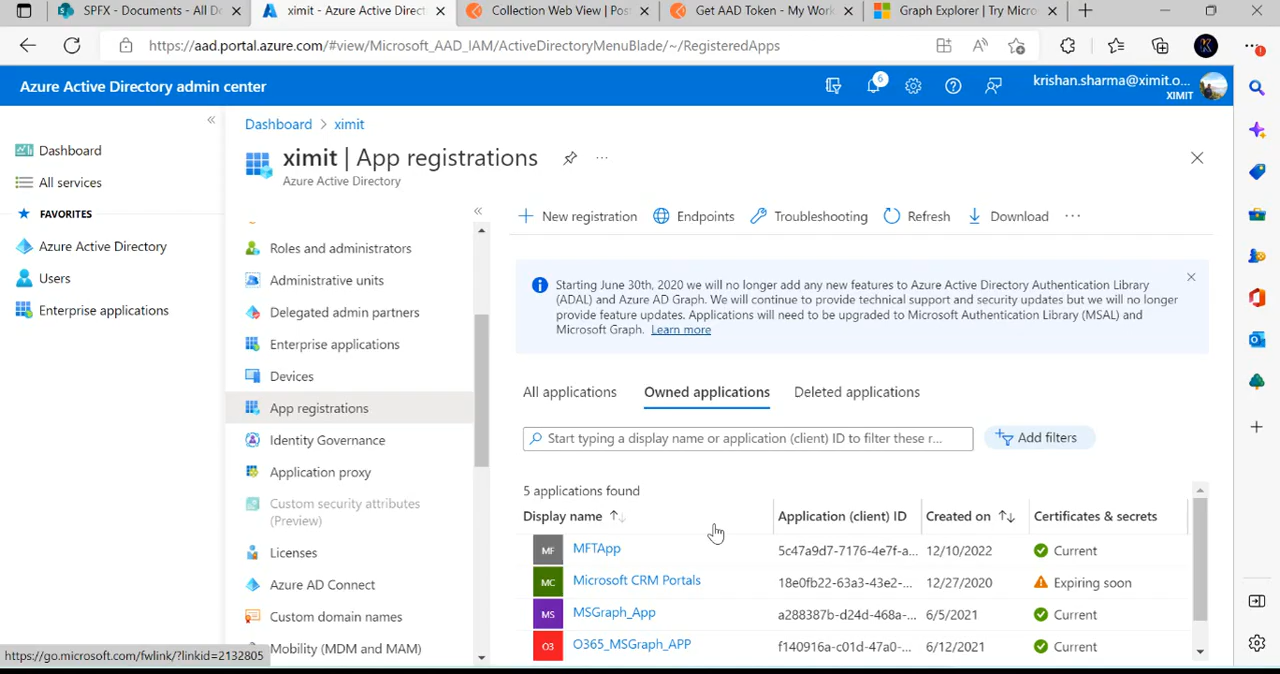 SPFX - Documents - All Do
ximit - Azure Active Direct
Collection Web View | Pos
Get AAD Token - My Work
Graph Explorer | Try Micro
https://aad.portal.azure.com/#view/Microsoft_AAD_IAM/ActiveDirectoryMenuBlade/~/RegisteredApps
Azure Active Directory admin center
6
krishan.sharma@ximit.o...
XIMIT
Dashboard
All services
FAVORITES
Azure Active Directory
Users
Enterprise applications
Dashboard > ximit
ximit | App registrations
Azure Active Directory
Roles and administrators
Administrative units
Delegated admin partners
Enterprise applications
Devices
App registrations
Identity Governance
Application proxy
Custom security attributes
(Preview)
Licenses
Azure AD Connect
Custom domain names
Mobility (MDM and MAM)
New registration
Endpoints
Troubleshooting
Refresh
Download
Starting June 30th, 2020 we will no longer add any new features to Azure Active Directory Authentication Library
(ADAL) and Azure AD Graph. We will continue to provide technical support and security updates but we will no longer
provide feature updates. Applications will need to be upgraded to Microsoft Authentication Library (MSAL) and
Microsoft Graph. Learn more
All applications
Owned applications
Deleted applications
Start typing a display name or application (client) ID to filter these r...
Add filters
5 applications found
Display name
Application (client) ID
Created on
Certificates & secrets
MF MFTApp 5c47a9d7-7176-4e7f-a... 12/10/2022 Current
MC Microsoft CRM Portals 18e0fb22-63a3-43e2-... 12/27/2020 Expiring soon
MS MSGraph_App a288387b-d24d-468a-... 6/5/2021 Current
O3 O365_MSGraph_APP f140916a-c01d-47a0-... 6/12/2021 Current
https://go.microsoft.com/fwlink/?linkid=2132805